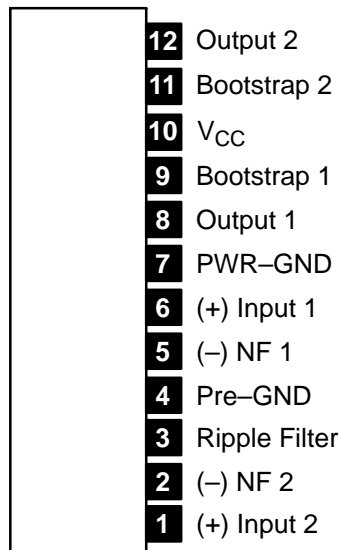 12 Output 2
11 Bootstrap 2
10 VCC
9 Bootstrap 1
8 Output 1
7 PWR–GND
6 (+) Input 1
5 (–) NF 1
4 Pre–GND
3 Ripple Filter
2 (–) NF 2
1 (+) Input 2